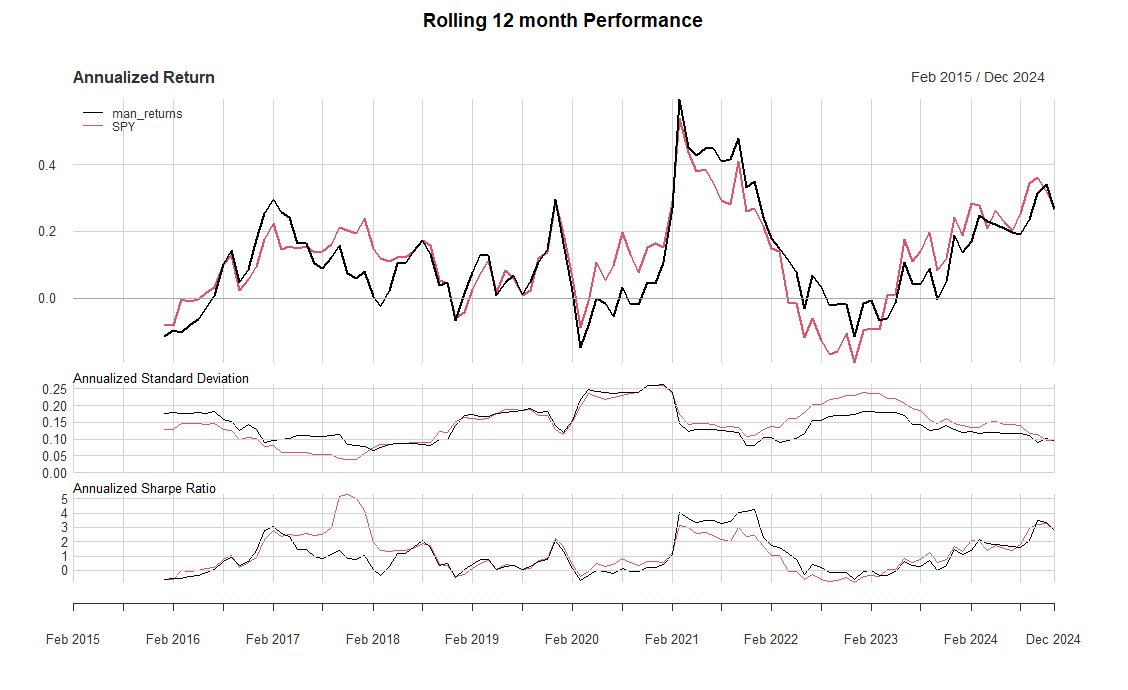 Rolling 12 month Performance
Annualized Return
Feb 2015 / Dec 2024
man_returns
SPY
0.4
0.2
0.0
Annualized Standard Deviation
0.25
0.20
0.15
0.10
0.05
0.00
Annualized Sharpe Ratio
5
4
3
2
1
0
Feb 2015 Feb 2016 Feb 2017 Feb 2018 Feb 2019 Feb 2020 Feb 2021 Feb 2022 Feb 2023 Feb 2024 Dec 2024